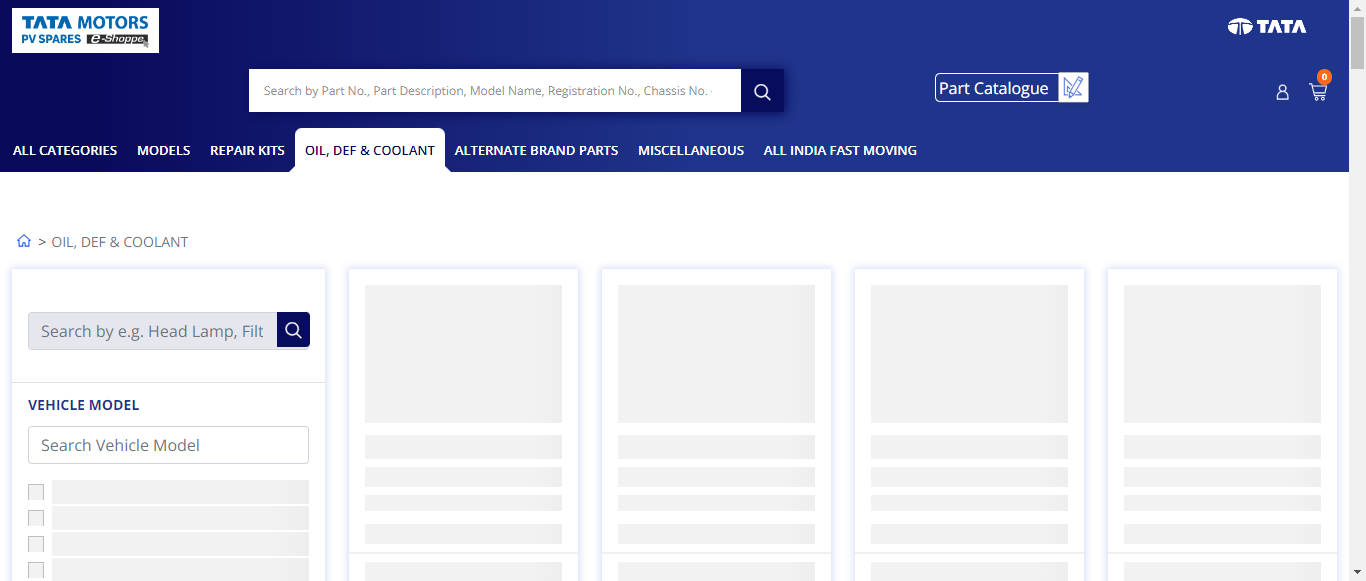 TATA MOTORS
PV SPARES e-Shoppe
TATA
Search by Part No., Part Description, Model Name, Registration No., Chassis No.
Part Catalogue
0
ALL CATEGORIES MODELS REPAIR KITS OIL, DEF & COOLANT ALTERNATE BRAND PARTS MISCELLANEOUS ALL INDIA FAST MOVING
> OIL, DEF & COOLANT
Search by e.g. Head Lamp, Filt
VEHICLE MODEL
Search Vehicle Model